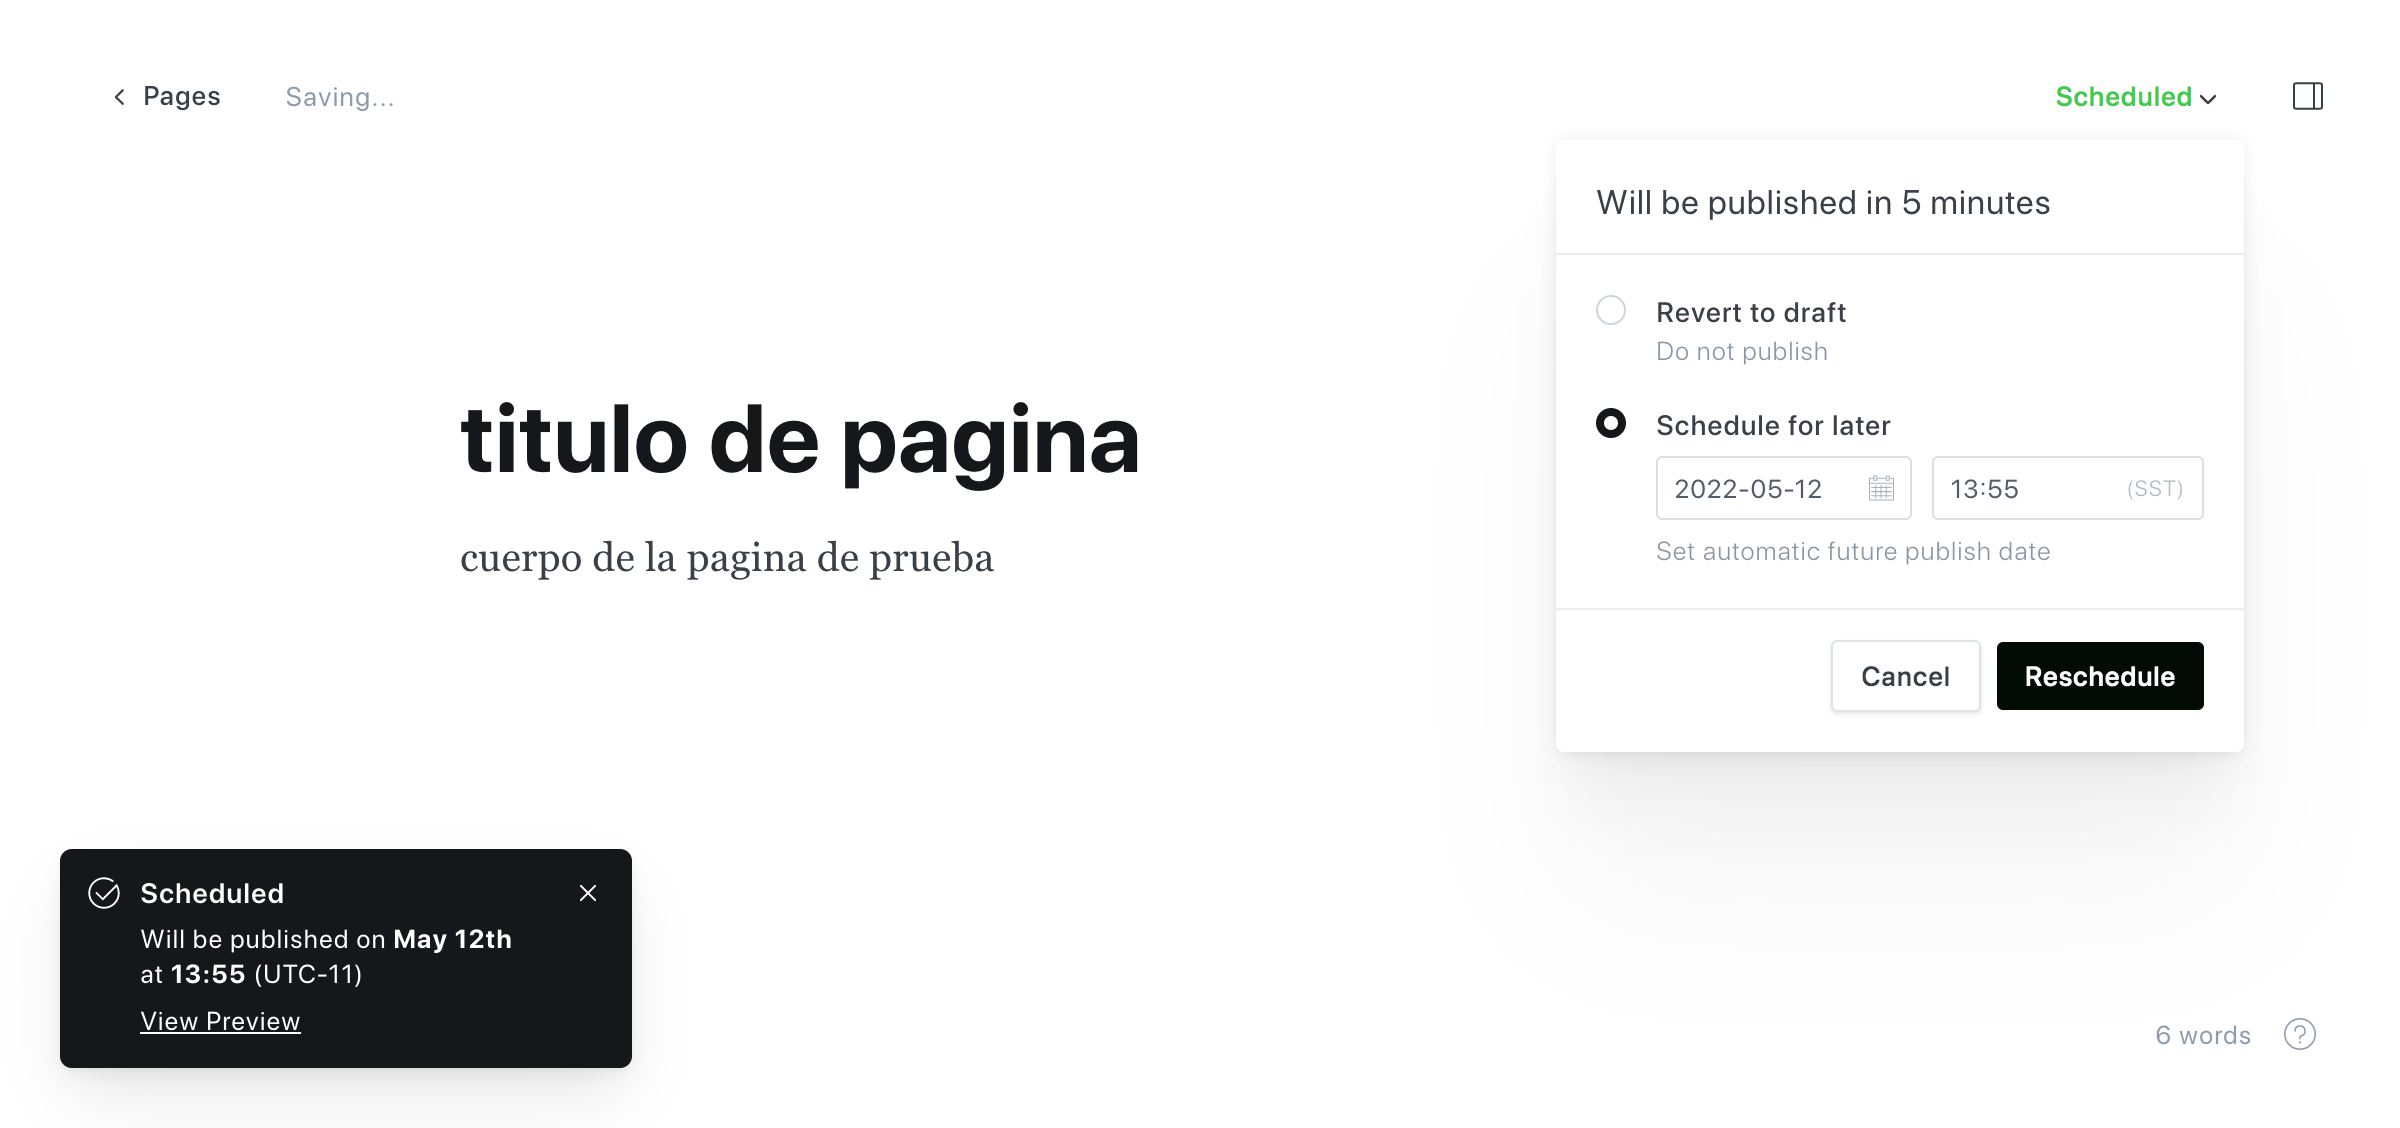 Pages
Saving...
Scheduled
Will be published in 5 minutes
Revert to draft
Do not publish
Schedule for later
2022-05-12
13:55 (SST)
Set automatic future publish date
Cancel
Reschedule
titulo de pagina
cuerpo de la pagina de prueba
Scheduled
Will be published on May 12th
at 13:55 (UTC-11)
View Preview
6 words
?